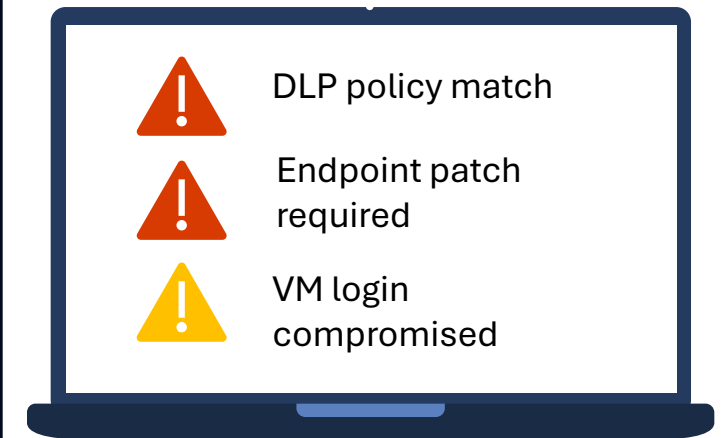 DLP policy match
Endpoint patch
required
VM login
compromised